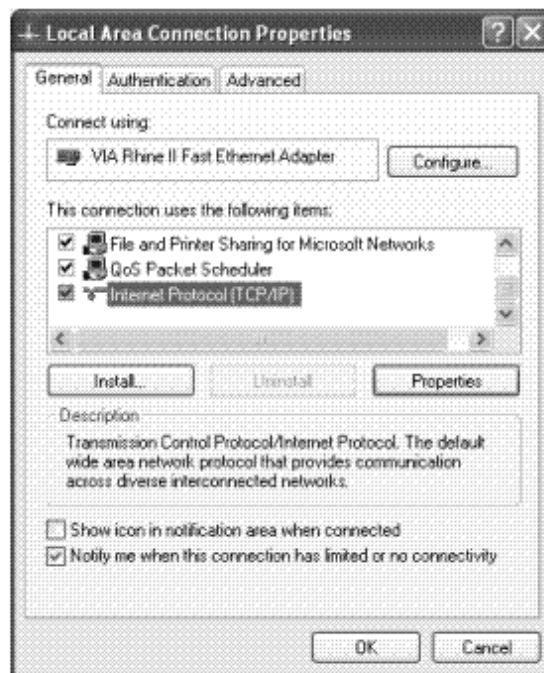 Local Area Connection Properties
General Authentication Advanced
Connect using:
VIA Rhine II Fast Ethernet Adapter
Configure...
This connection uses the following items:
File and Printer Sharing for Microsoft Networks
QoS Packet Scheduler
Internet Protocol (TCP/IP)
Install... Uninstall Properties
Description
Transmission Control Protocol/Internet Protocol. The default
wide area network protocol that provides communication
across diverse interconnected networks.
Show icon in notification area when connected
Notify me when this connection has limited or no connectivity
OK Cancel